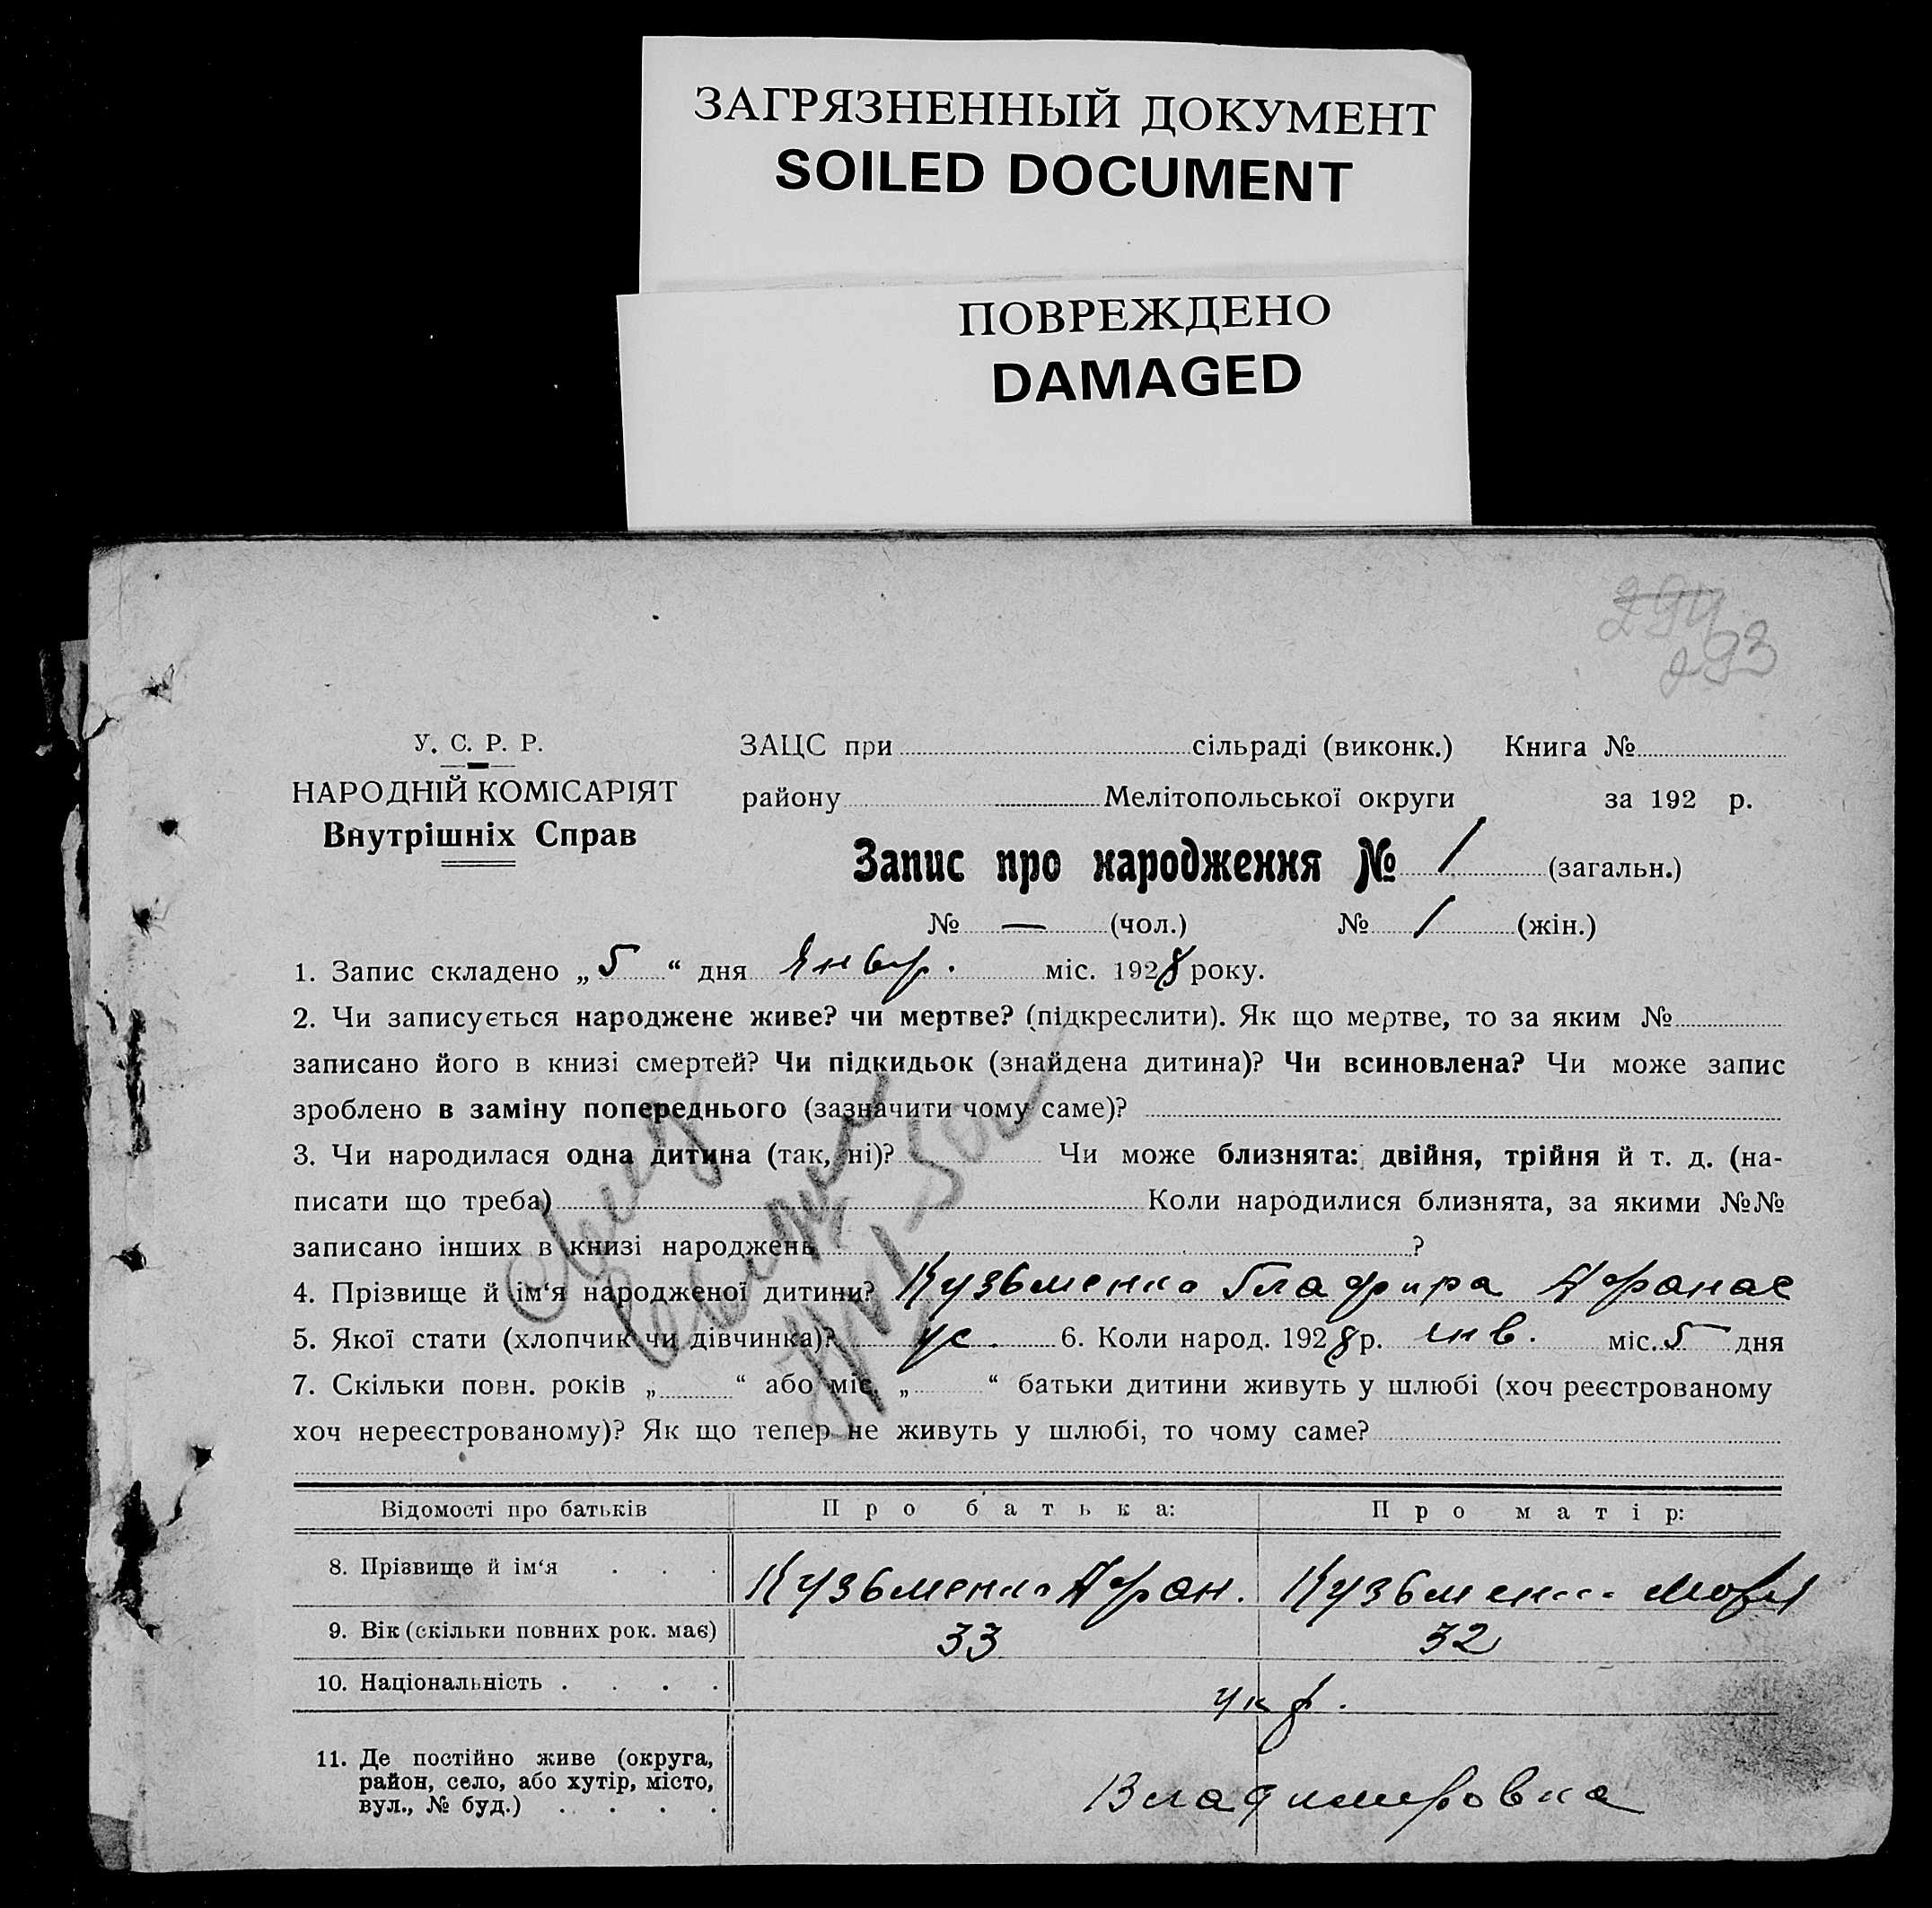 ЗАГРЯЗНЕННЫЙ ДОКУМЕНТ
SOILED DOCUMENT
ПОВРЕЖДЕНО
DAMAGED
294
293
У. С. Р. Р.
НАРОДНІЙ КОМІСАРІЯТ
Внутрішніх Справ
ЗАЦС при сільраді (виконк.) Книга №
району Мелітопольської округи за 192 р.
Запис про народження № 1 (загальн.)
№ — (чол.) № 1 (жін.)
1. Запис складено „5“ дня Январ. міс. 1928 року.
2. Чи записується народжене живе? чи мертве? (підкреслити). Як що мертве, то за яким №
записано його в книзі смертей? Чи підкидьок (знайдена дитина)? Чи всиновлена? Чи може запис
зроблено в заміну попереднього (зазначити чому саме)?
3. Чи народилася одна дитина (так, ні)? Чи може близнята: двійня, трійня й т. д. (на-
писати що треба) Коли народилися близнята, за якими №№
записано інших в книзі народжень ?
4. Прізвище й ім‘я народженої дитини? Кузьменко Глафира Афанас
5. Якої стати (хлопчик чи дівчинка)? 6. Коли народ. 1928 р. янв. міс. 5 дня
7. Скільки повн. років „ “ або міс. „ “ батьки дитини живуть у шлюбі (хоч реєстрованому
хоч нереєстрованому)? Як що тепер не живуть у шлюбі, то чому саме?
Відомості про батьків Про батька: Про матір:
8. Прізвище й ім‘я . . . Кузьменко Афан. Кузьменко Мария
9. Вік (скільки повних рок. має) 33 32
10. Національність . . . . укр.
11. Де постійно живе (округа,
район, село, або хутір, місто,
вул., № буд.) . . . . Владимировка